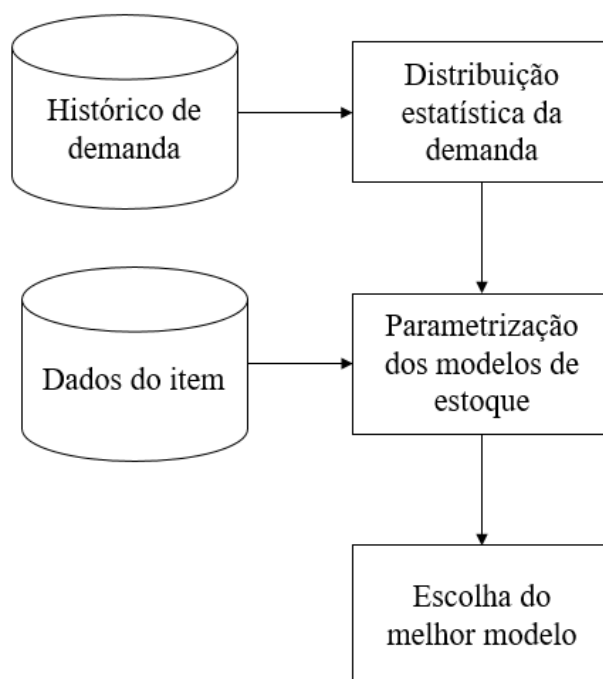 Histórico de
demanda
Distribuição
estatística da
demanda
Dados do item
Parametrização
dos modelos de
estoque
Escolha do
melhor modelo